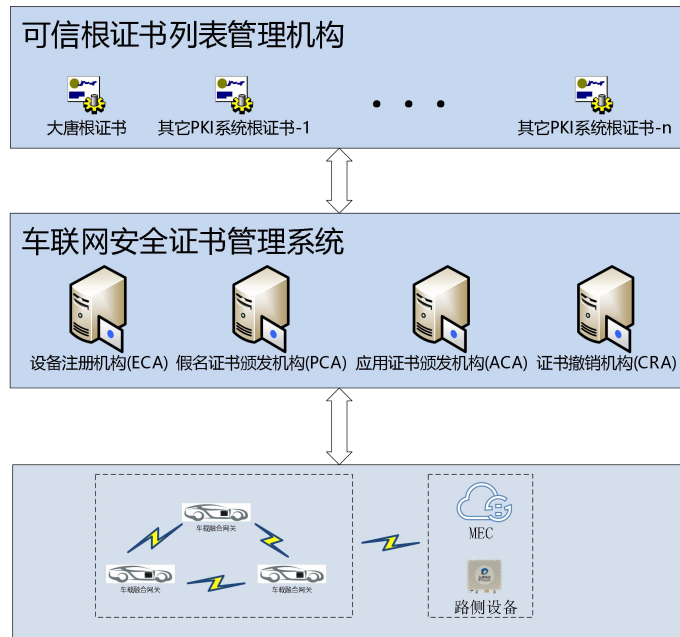 可信根证书列表管理机构
大唐根证书
其它PKI系统根证书-1
其它PKI系统根证书-n
车联网安全证书管理系统
设备注册机构(ECA)
假名证书颁发机构(PCA)
应用证书颁发机构(ACA)
证书撤销机构(CRA)
车载融合网关
车载融合网关
车载融合网关
MEC
路侧设备